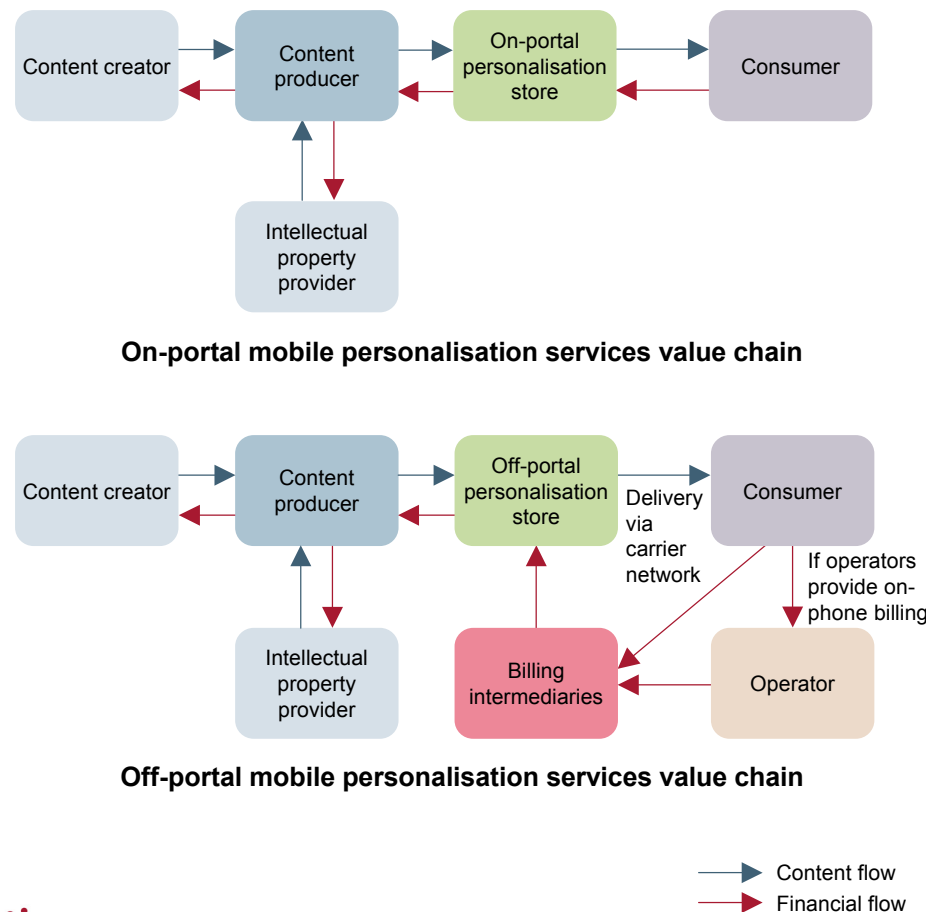 Content creator
Content
producer
On-portal
personalisation
store
Consumer
Intellectual
property
provider
On-portal mobile personalisation services value chain
Content creator
Content
producer
Off-portal
personalisation
store
Delivery
via
carrier
network
Consumer
If operators
provide on-
phone billing
Intellectual
property
provider
Billing
intermediaries
Operator
Off-portal mobile personalisation services value chain
Content flow
Financial flow